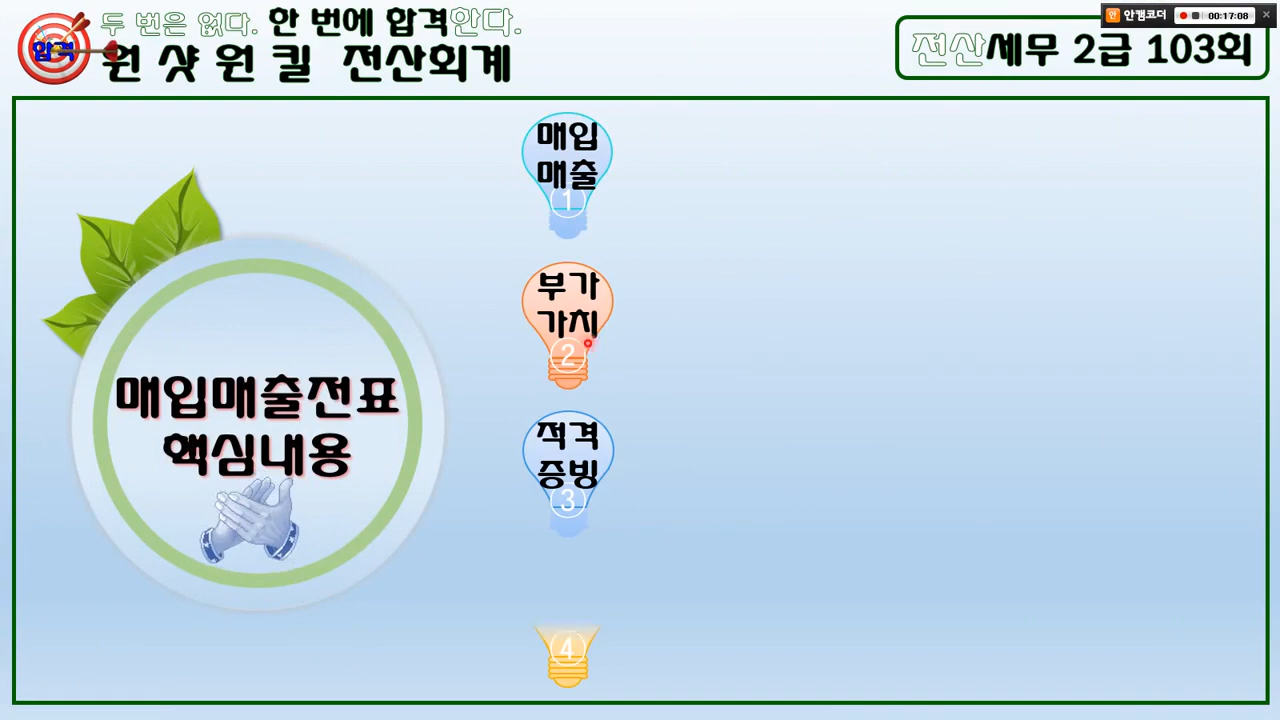 두 번은 없다. 한 번에 합격한다.
합격
원 샷 원 킬 전산회계
안캠코더
00:17:08
전산세무 2급 103회
매입
매출
1
부가
가치
2
매입매출전표
핵심내용
적격
증빙
3
4